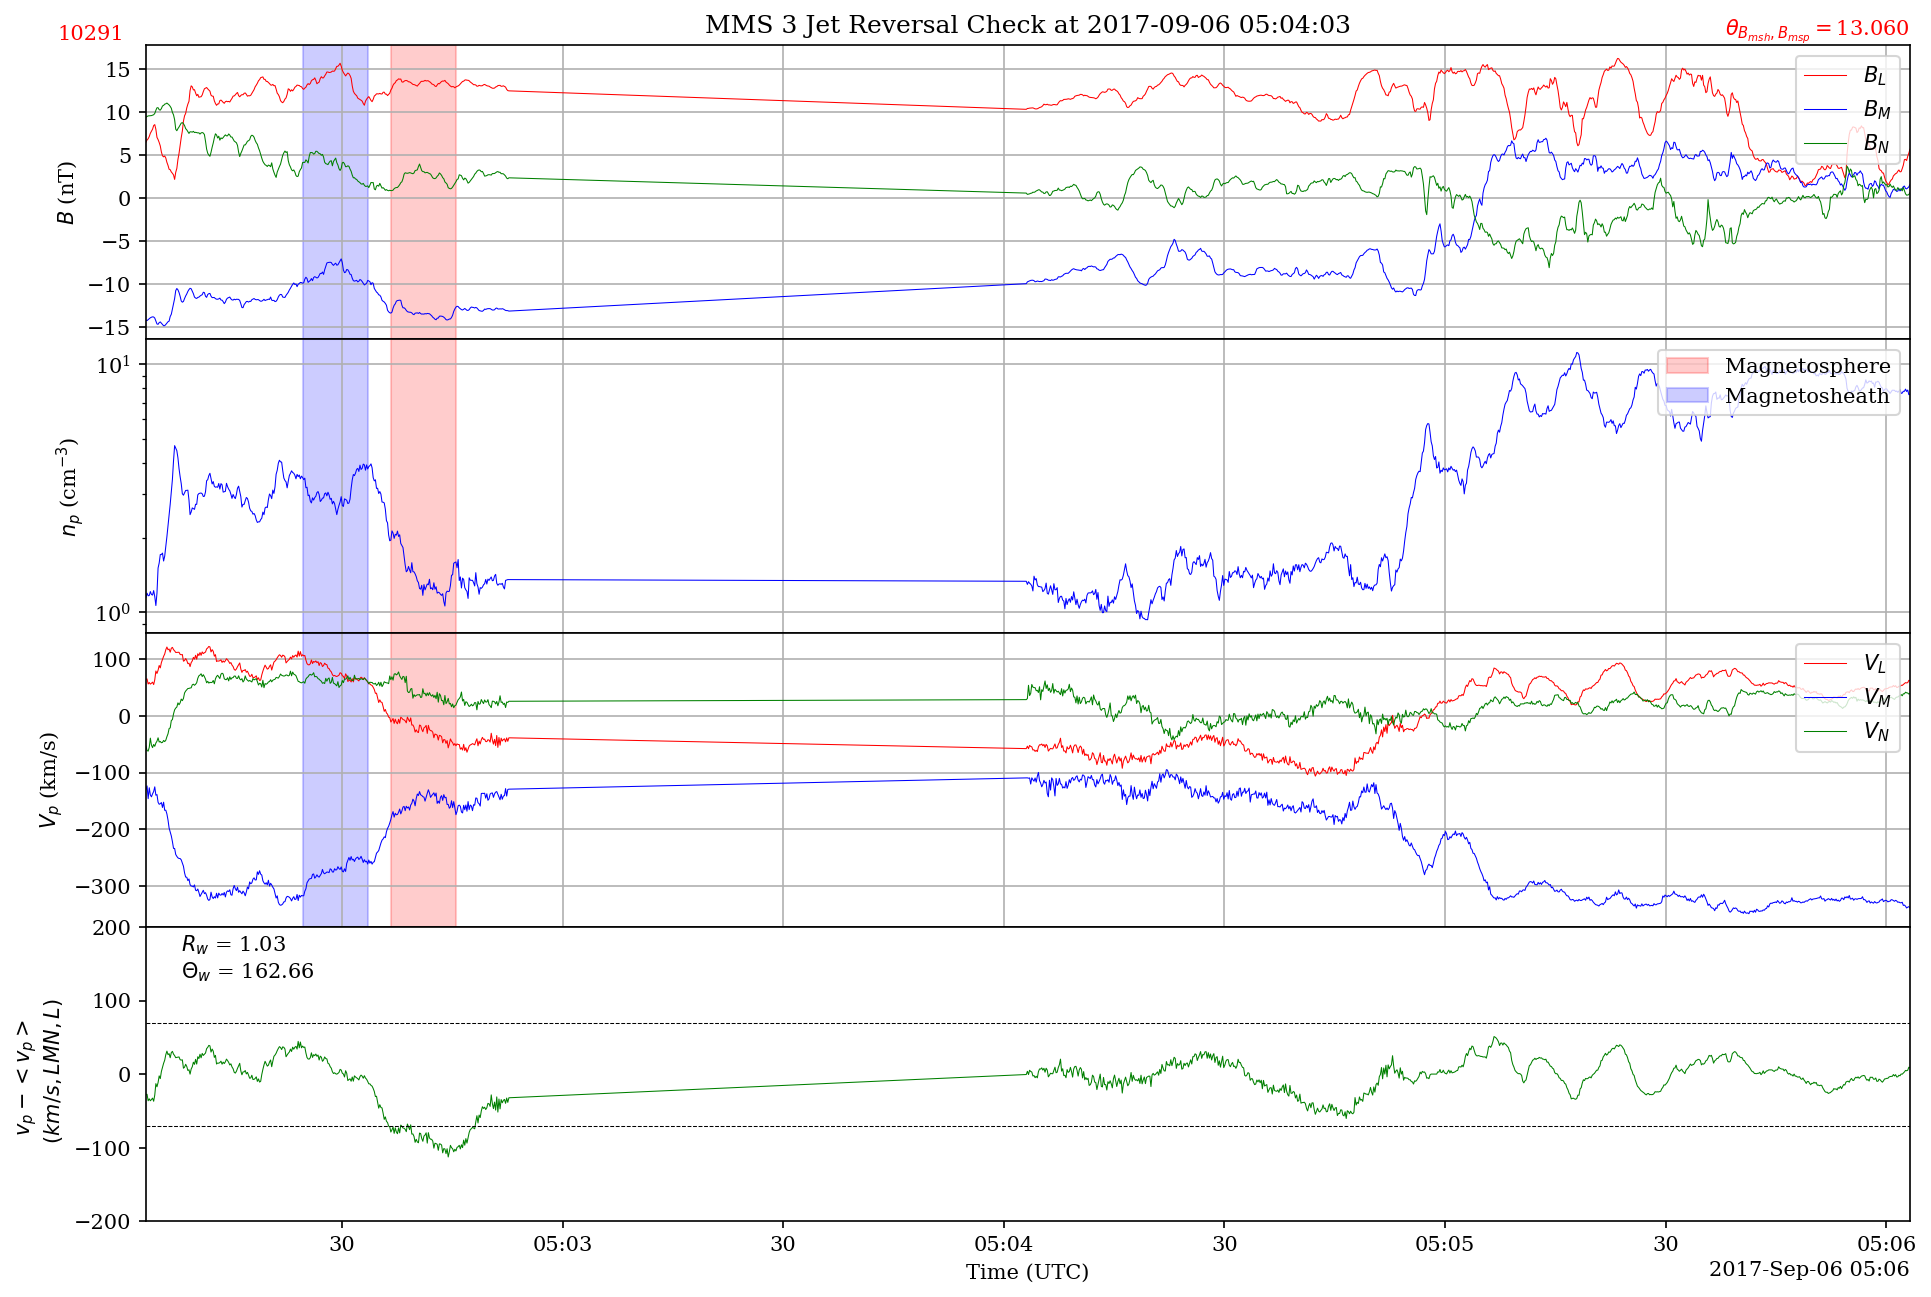 MMS 3 Jet Reversal Check at 2017-09-06 05:04:03
10291
θ_{B_{msh}, B_{msp}} = 13.060
15
10
5
0
−5
−10
−15
B (nT)
B_L
B_M
B_N
10^1
10^0
n_p (cm^{−3})
Magnetosphere
Magnetosheath
100
0
−100
−200
−300
V_p (km/s)
V_L
V_M
V_N
200
100
0
−100
−200
v_p − < v_p >
(km/s, LMN, L)
R_w = 1.03
Θ_w = 162.66
30
05:03
30
05:04
30
05:05
30
05:06
Time (UTC)
2017-Sep-06 05:06